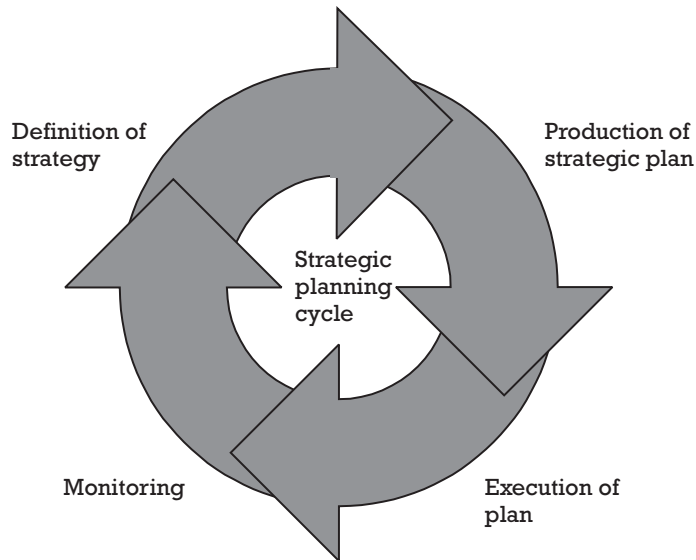 Definition of
strategy
Production of
strategic plan
Strategic
planning
cycle
Monitoring
Execution of
plan